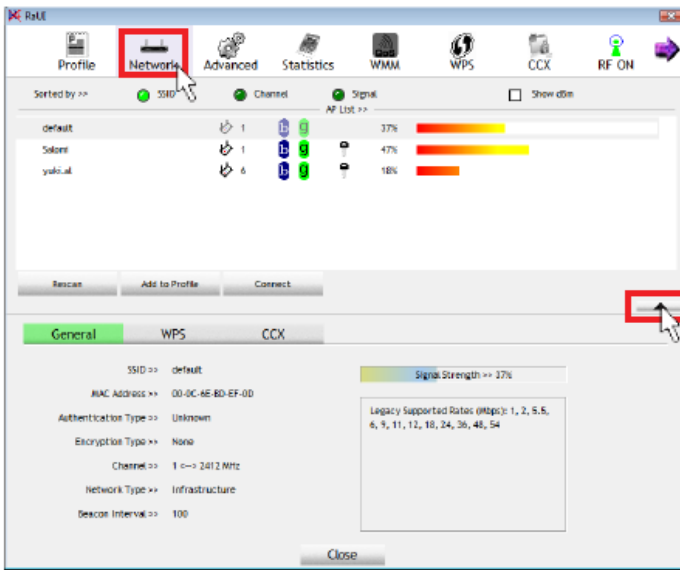 RaUI
Profile Network Advanced Statistics WMM WPS CCX RF ON
QoS
Sorted by >> SSID Channel Signal Show dBm
AP List >>
default 1 b g 37%
Salomi 1 b g 47%
yuki.al 6 b g 18%
Rescan Add to Profile Connect
General WPS CCX
SSID >> default
Signal Strength >> 37%
MAC Address >> 00-0C-6E-BD-EF-0D
Authentication Type >> Unknown
Legacy Supported Rates (Mbps): 1, 2, 5.5,
6, 9, 11, 12, 18, 24, 36, 48, 54
Encryption Type >> None
Channel >> 1 <--> 2412 MHz
Network Type >> Infrastructure
Beacon Interval >> 100
Close